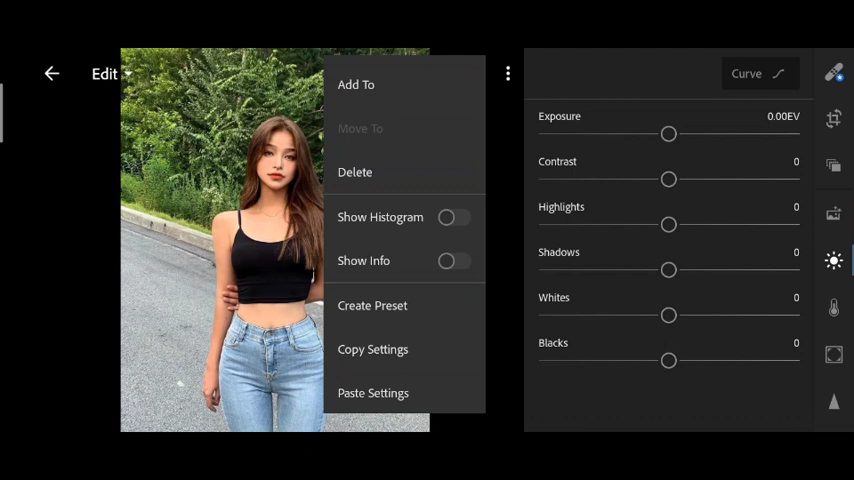 Edit
Add To
Move To
Delete
Show Histogram
Show Info
Create Preset
Copy Settings
Paste Settings
Curve
Exposure 0.00EV
Contrast 0
Highlights 0
Shadows 0
Whites 0
Blacks 0